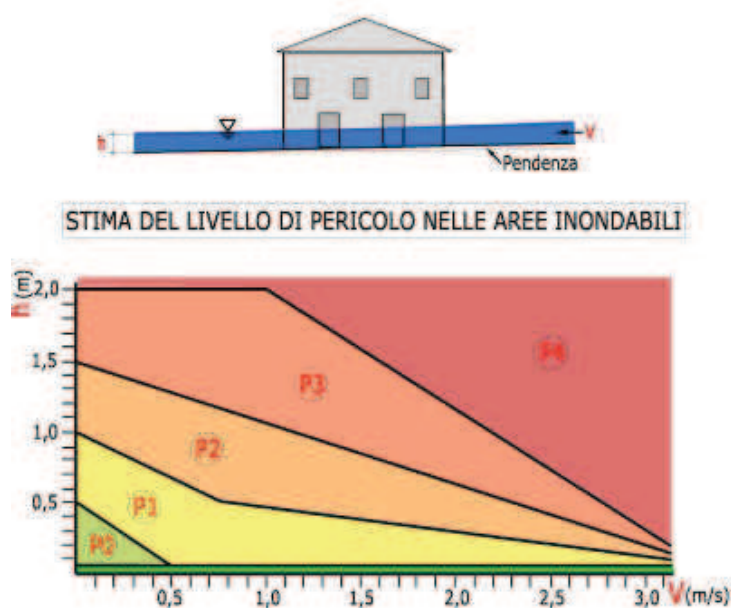 h
V
Pendenza
STIMA DEL LIVELLO DI PERICOLO NELLE AREE INONDABILI
h(m)
2,0
1,5
1,0
0,5
P4
P3
P2
P1
P0
0,5 1,0 1,5 2,0 2,5 3,0 V(m/s)